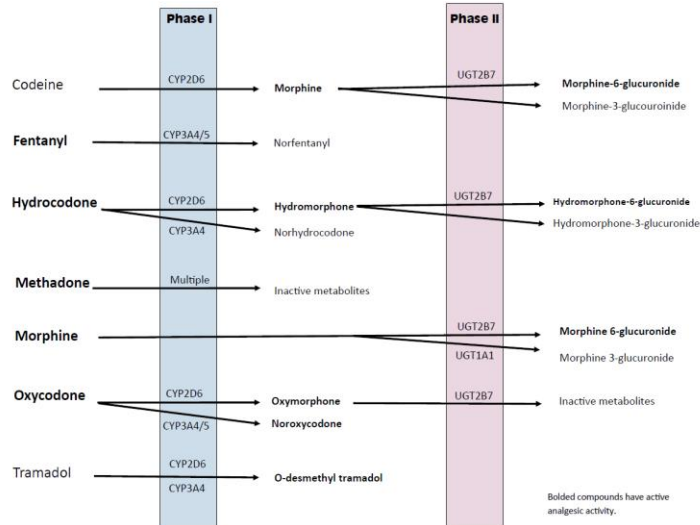 Phase I
Phase II
Codeine
CYP2D6
Morphine
UGT2B7
Morphine-6-glucuronide
Morphine-3-glucouroinide
Fentanyl
CYP3A4/5
Norfentanyl
Hydrocodone
CYP2D6
Hydromorphone
UGT2B7
Hydromorphone-6-glucuronide
CYP3A4
Norhydrocodone
Hydromorphone-3-glucuronide
Methadone
Multiple
Inactive metabolites
Morphine
UGT2B7
Morphine 6-glucuronide
UGT1A1
Morphine 3-glucuronide
Oxycodone
CYP2D6
Oxymorphone
UGT2B7
Inactive metabolites
CYP3A4/5
Noroxycodone
Tramadol
CYP2D6
O-desmethyl tramadol
CYP3A4
Bolded compounds have active
analgesic activity.